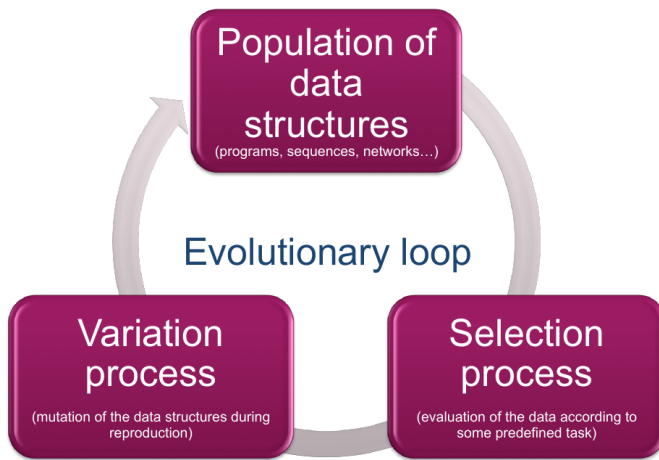 Population of
data
structures
(programs, sequences, networks...)
Evolutionary loop
Variation
process
(mutation of the data structures during
reproduction)
Selection
process
(evaluation of the data according to
some predefined task)